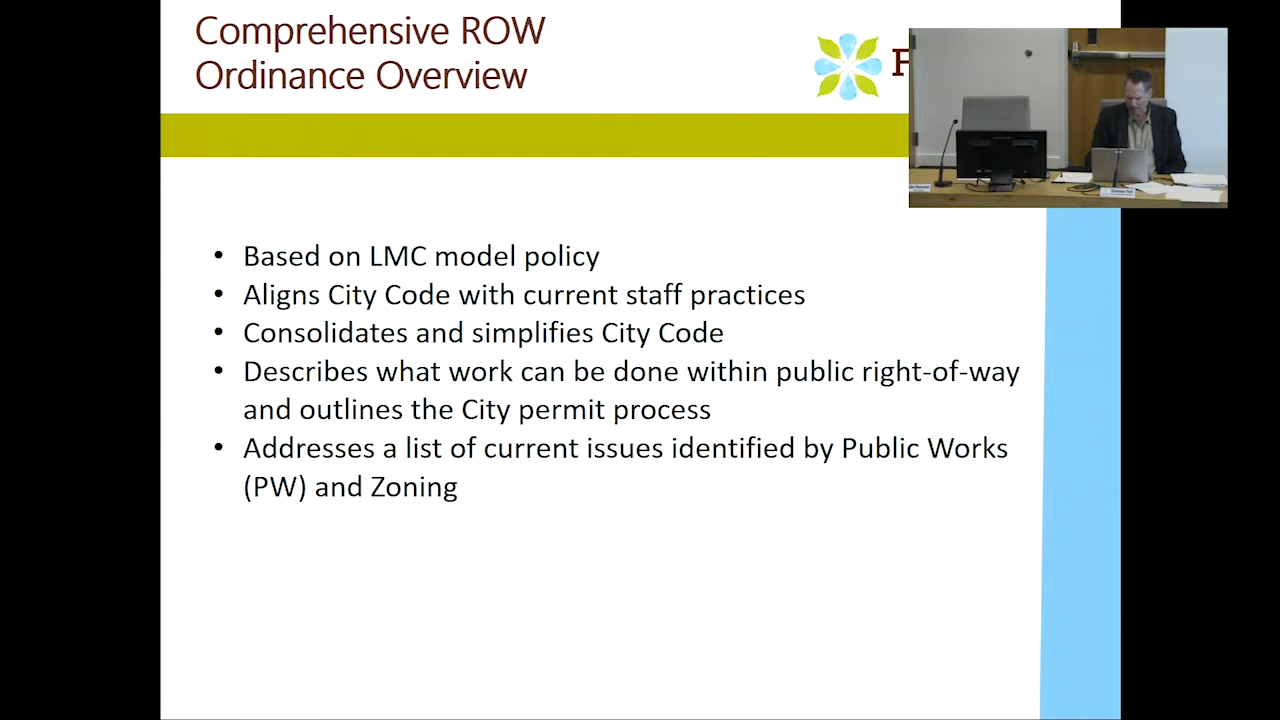 Comprehensive ROW
Ordinance Overview
F
• Based on LMC model policy
• Aligns City Code with current staff practices
• Consolidates and simplifies City Code
• Describes what work can be done within public right-of-way
and outlines the City permit process
• Addresses a list of current issues identified by Public Works
(PW) and Zoning